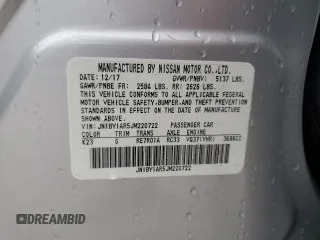 MANUFACTURED BY NISSAN MOTOR CO.,LTD.
DATE: 12/17 GVWR/PNBV: 5137 LBS.
GAWR/PNBE FR: 2584 LBS. RR: 2626 LBS.
THIS VEHICLE CONFORMS TO ALL APPLICABLE
FEDERAL MOTOR VEHICLE
SAFETY, BUMPER, AND THEFT PREVENTION
STANDARDS IN EFFECT ON THE DATE OF
MANUFACTURE SHOWN ABOVE.
VIN: JN1BY1AR5JM220722 PASSENGER CAR
COLOR TRIM TRANS AXLE ENGINE
K23 G RE7R01A RC33 VQ37(VHR)
JN1BY1AR5JM220722
AUTOBIDMASTER